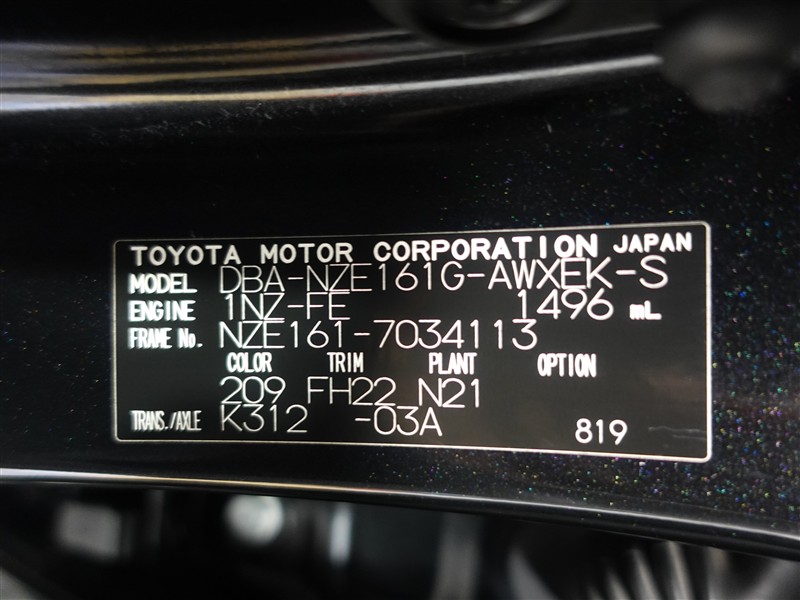 TOYOTA MOTOR CORPORATION JAPAN
MODEL DBA-NZE161G-AWXEK-S
ENGINE 1NZ-FE 1496 mL
FRAME No. NZE161-7034113
COLOR TRIM PLANT OPTION
209 FH22 N21
TRANS./AXLE K312 -03A 819